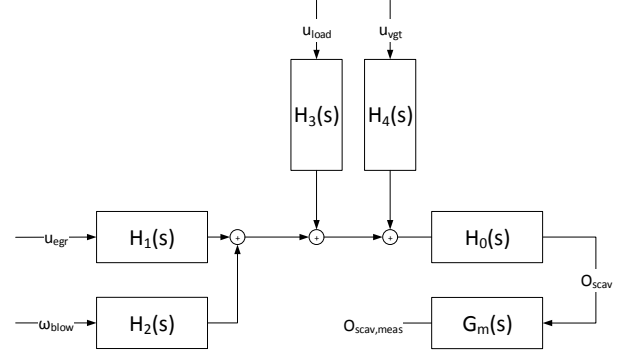 u_load u_vgt
H_3(s) H_4(s)
+ + +
u_egr H_1(s) H_0(s)
O_scav
ω_blow H_2(s) O_scav,meas G_m(s)